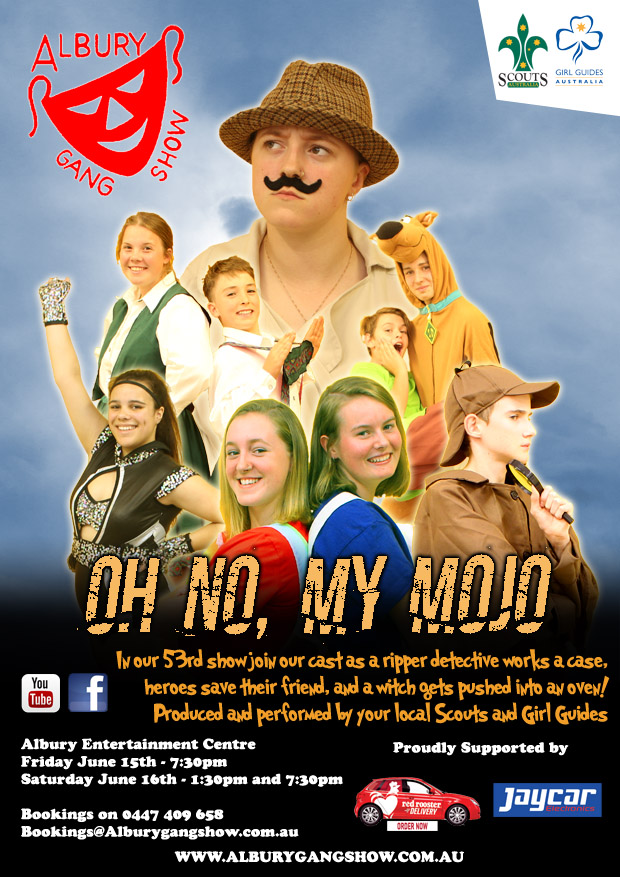 ALBURY
GANG
SHOW
SCOUTS
AUSTRALIA
GIRL GUIDES
AUSTRALIA
OH NO, MY MOJO
In our 53rd show join our cast as a ripper detective works a case,
heroes save their friend, and a witch gets pushed into an oven!
Produced and performed by your local Scouts and Girl Guides
You
Tube
f
Albury Entertainment Centre
Friday June 15th - 7:30pm
Saturday June 16th - 1:30pm and 7:30pm
Bookings on 0447 409 658
Bookings@Alburygangshow.com.au
Proudly Supported by
red rooster
DELIVERY
ORDER NOW
Jaycar
Electronics
WWW.ALBURYGANGSHOW.COM.AU